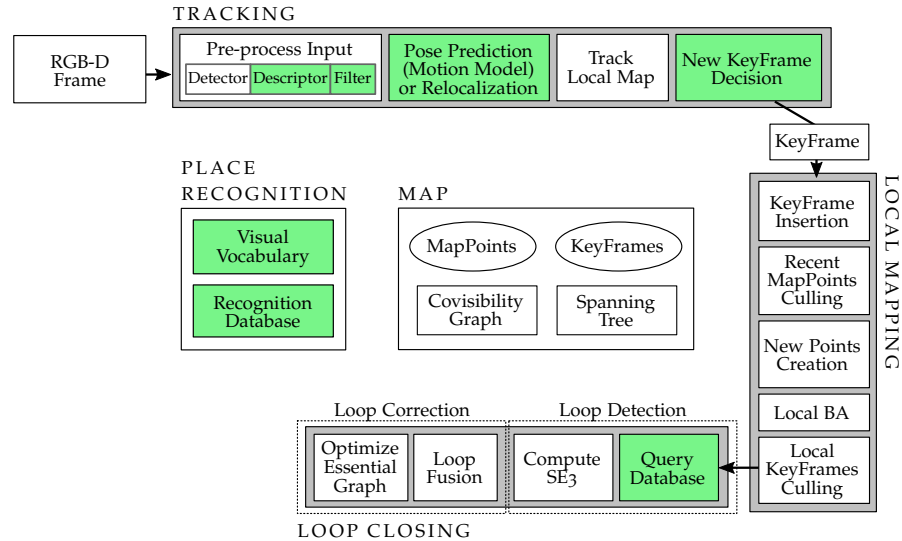 TRACKING
RGB-D
Frame
Pre-process Input
Detector Descriptor Filter
Pose Prediction
(Motion Model)
or Relocalization
Track
Local Map
New KeyFrame
Decision
KeyFrame
PLACE
RECOGNITION
Visual
Vocabulary
Recognition
Database
MAP
MapPoints
KeyFrames
Covisibility
Graph
Spanning
Tree
LOCAL MAPPING
KeyFrame
Insertion
Recent
MapPoints
Culling
New Points
Creation
Local BA
Local
KeyFrames
Culling
Loop Correction
Loop Detection
Optimize
Essential
Graph
Loop
Fusion
Compute
SE3
Query
Database
LOOP CLOSING